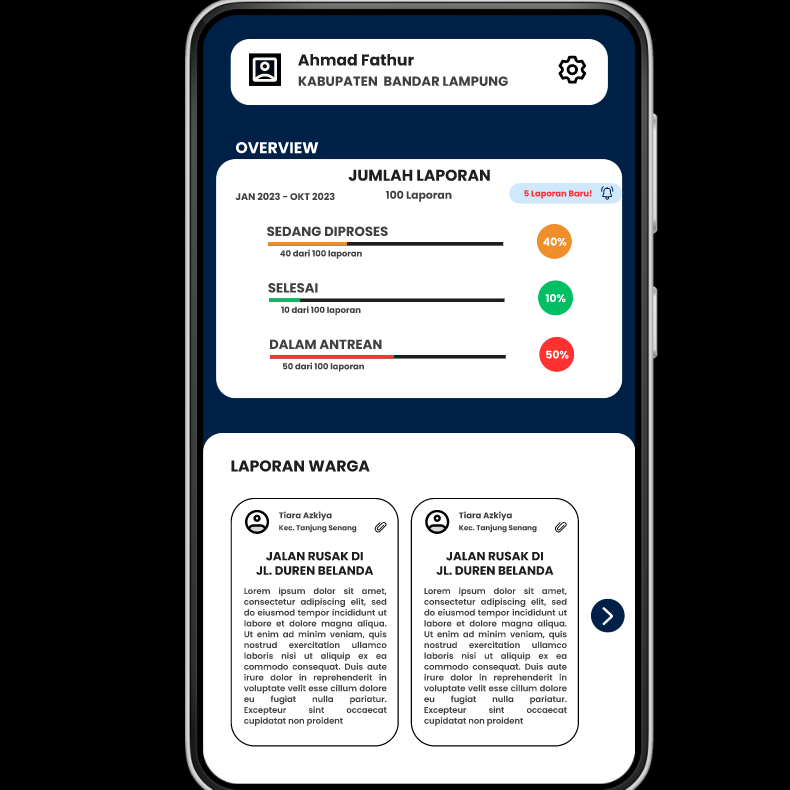 Ahmad Fathur
KABUPATEN BANDAR LAMPUNG
OVERVIEW
JUMLAH LAPORAN
JAN 2023 - OKT 2023
100 Laporan
5 Laporan Baru!
SEDANG DIPROSES
40 dari 100 laporan
40%
SELESAI
10 dari 100 laporan
10%
DALAM ANTREAN
50 dari 100 laporan
50%
LAPORAN WARGA
Tiara Azkiya
Kec. Tanjung Senang
JALAN RUSAK DI
JL. DUREN BELANDA
Lorem ipsum dolor sit amet,
consectetur adipiscing elit, sed
do eiusmod tempor incididunt ut
labore et dolore magna aliqua.
Ut enim ad minim veniam, quis
nostrud exercitation ullamco
laboris nisi ut aliquip ex ea
commodo consequat. Duis aute
irure dolor in reprehenderit in
voluptate velit esse cillum dolore
eu fugiat nulla pariatur.
Excepteur sint occaecat
cupidatat non proident
Tiara Azkiya
Kec. Tanjung Senang
JALAN RUSAK DI
JL. DUREN BELANDA
Lorem ipsum dolor sit amet,
consectetur adipiscing elit, sed
do eiusmod tempor incididunt ut
labore et dolore magna aliqua.
Ut enim ad minim veniam, quis
nostrud exercitation ullamco
laboris nisi ut aliquip ex ea
commodo consequat. Duis aute
irure dolor in reprehenderit in
voluptate velit esse cillum dolore
eu fugiat nulla pariatur.
Excepteur sint occaecat
cupidatat non proident